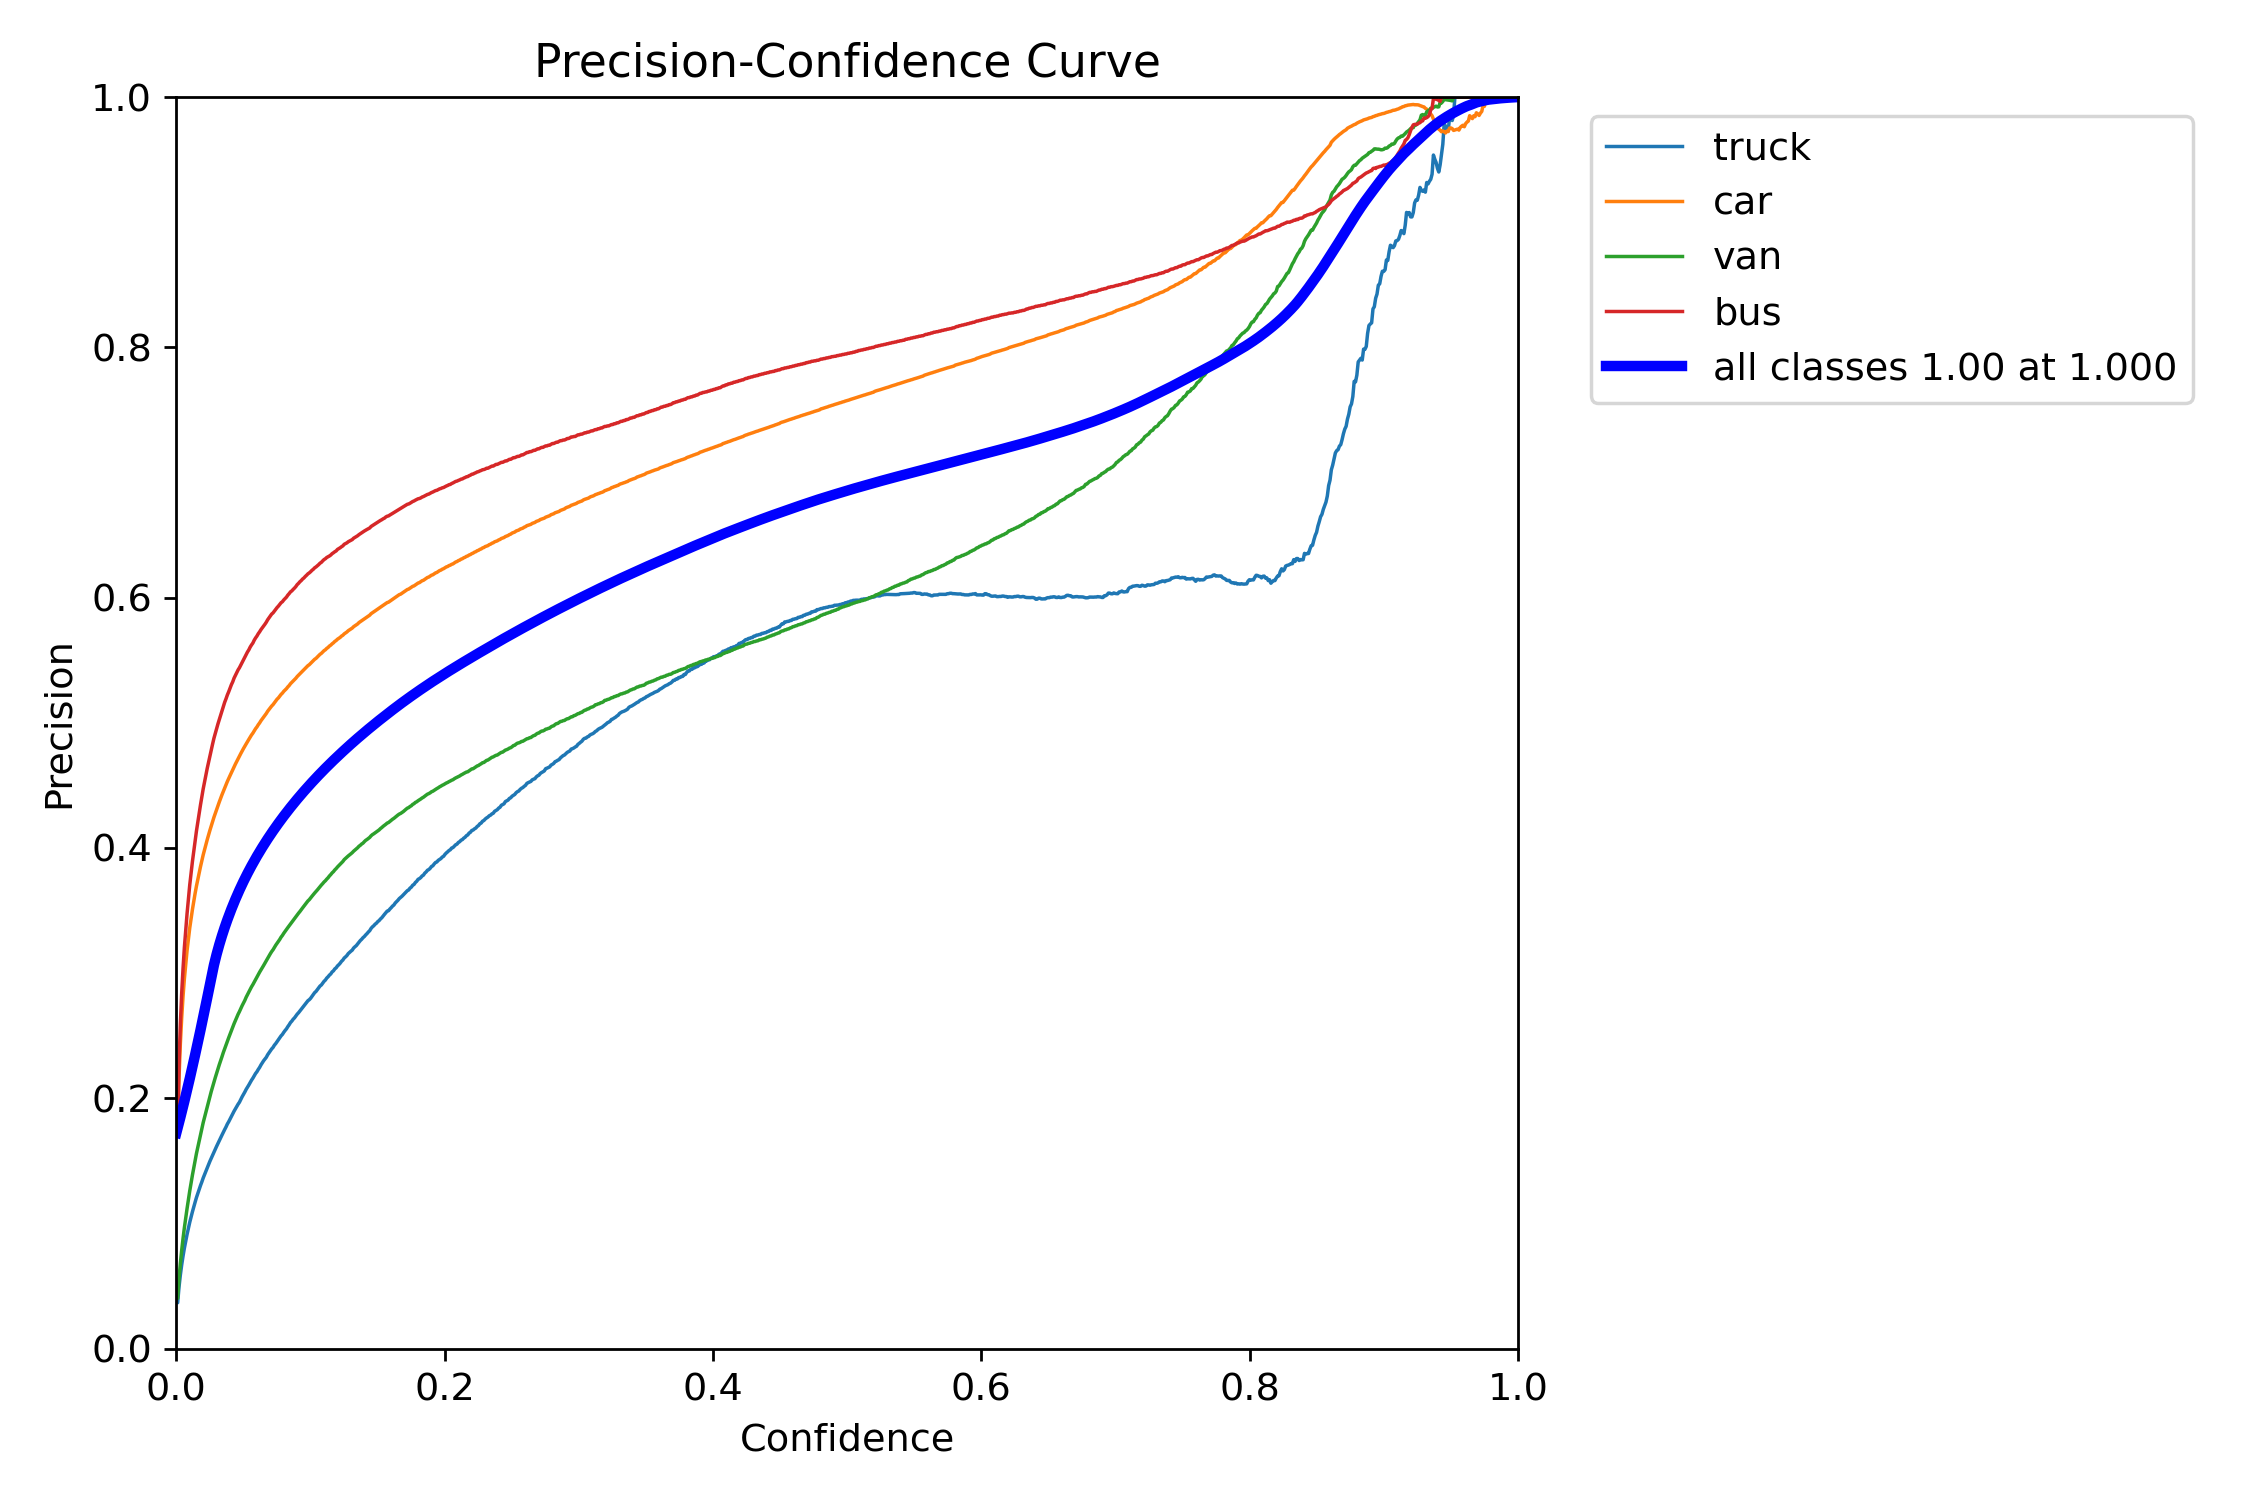 Precision-Confidence Curve
1.0
0.8
0.6
0.4
0.2
0.0
Precision
0.0 0.2 0.4 0.6 0.8 1.0
Confidence
truck
car
van
bus
all classes 1.00 at 1.000